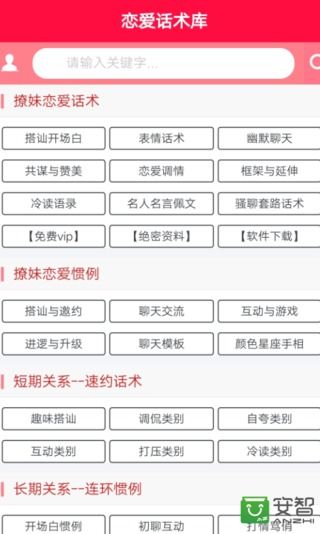 恋爱话术库
请输入关键字...
撩妹恋爱话术
搭讪开场白 表情话术 幽默聊天
共谋与赞美 恋爱调情 框架与延伸
冷读语录 名人名言佩文 骚聊套路话术
【免费vip】 【绝密资料】 【软件下载】
撩妹恋爱惯例
搭讪与邀约 聊天交流 互动与游戏
进逻与升级 聊天模板 颜色星座手相
短期关系--速约话术
趣味搭讪 调侃类别 自夸类别
互动类别 打压类别 冷读类别
长期关系--连环惯例
开场白惯例 初聊互动 打情骂俏
安智
ANZHI